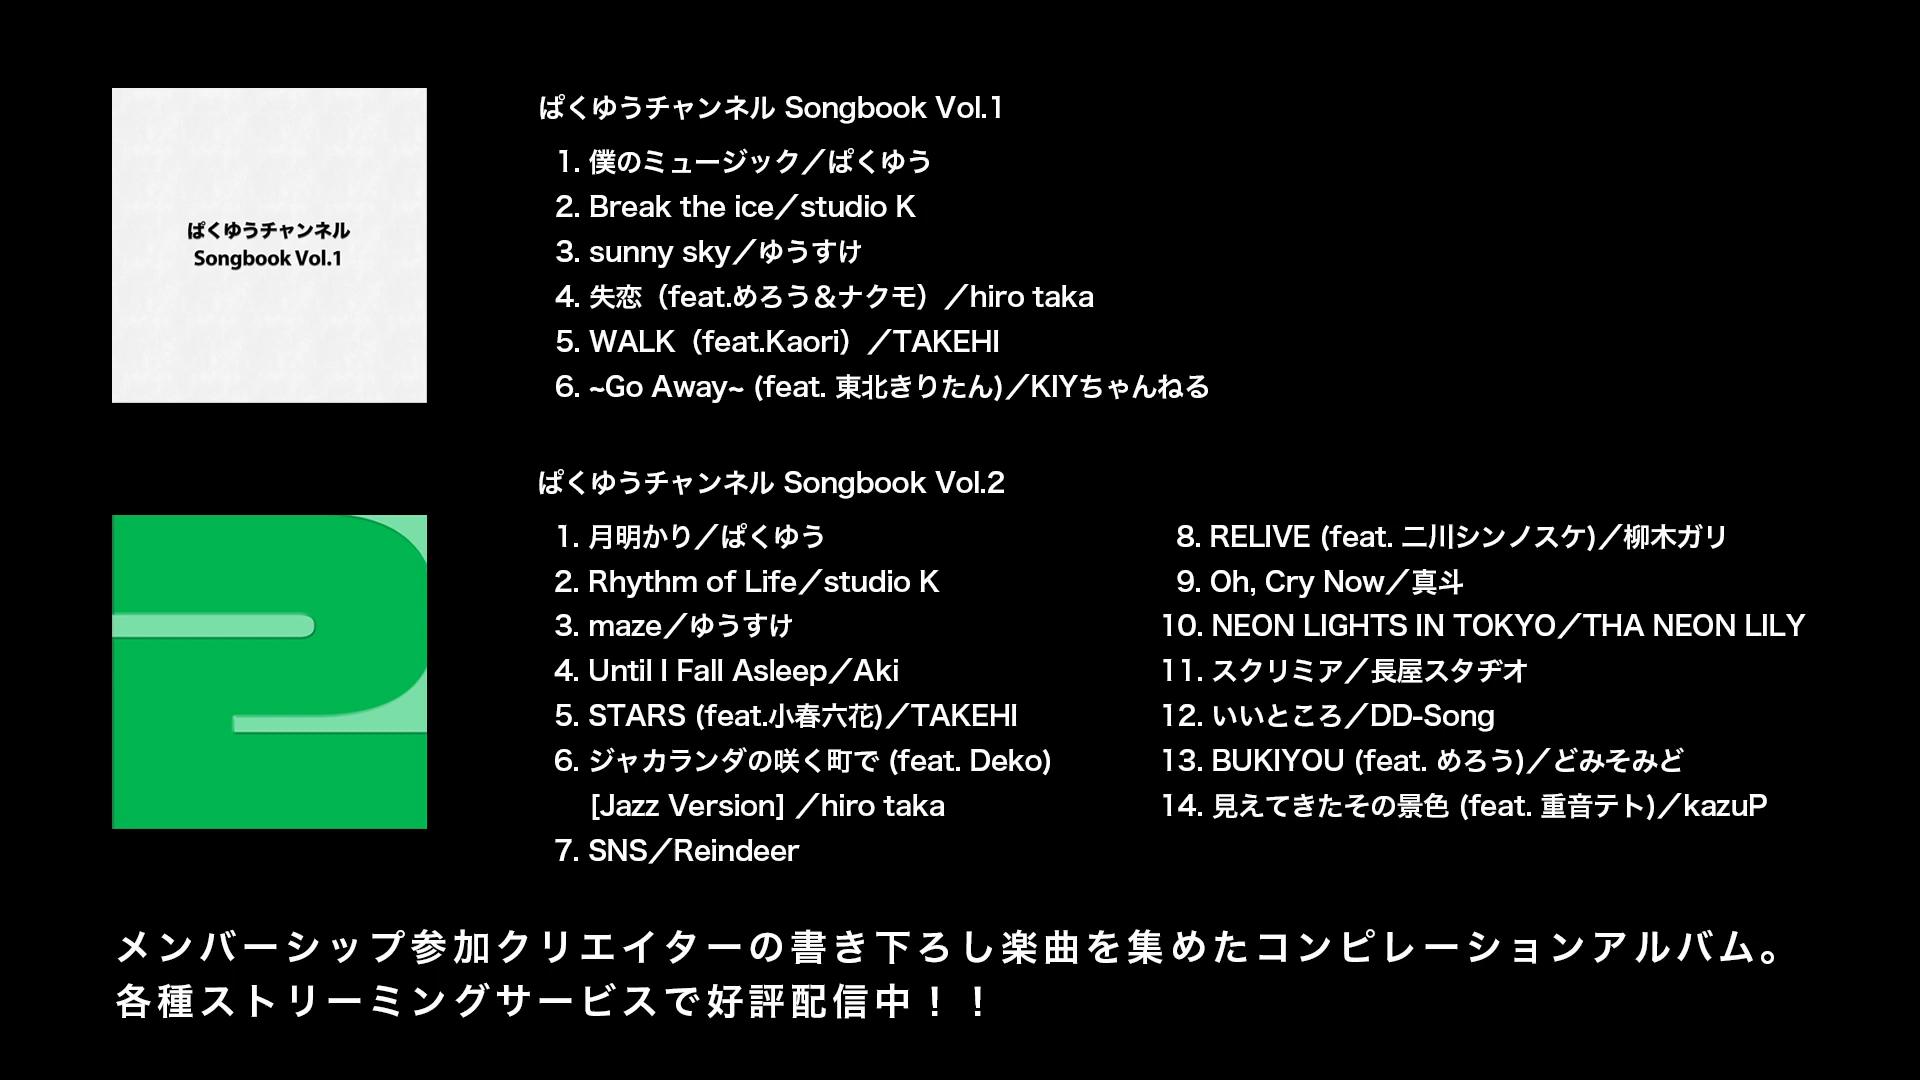 ぱくゆうチャンネル
Songbook Vol.1
ぱくゆうチャンネル Songbook Vol.1
1. 僕のミュージック／ぱくゆう
2. Break the ice／studio K
3. sunny sky／ゆうすけ
4. 失恋（feat.めろう＆ナクモ）／hiro taka
5. WALK（feat.Kaori）／TAKEHI
6. ~Go Away~ (feat. 東北きりたん)／KIYちゃんねる
ぱくゆうチャンネル Songbook Vol.2
1. 月明かり／ぱくゆう
2. Rhythm of Life／studio K
3. maze／ゆうすけ
4. Until I Fall Asleep／Aki
5. STARS (feat.小春六花)／TAKEHI
6. ジャカランダの咲く町で (feat. Deko)
[Jazz Version] ／hiro taka
7. SNS／Reindeer
8. RELIVE (feat. 二川シンノスケ)／柳木ガリ
9. Oh, Cry Now／真斗
10. NEON LIGHTS IN TOKYO／THA NEON LILY
11. スクリミア／長屋スタヂオ
12. いいところ／DD-Song
13. BUKIYOU (feat. めろう)／どみそみど
14. 見えてきたその景色 (feat. 重音テト)／kazuP
メンバーシップ参加クリエイターの書き下ろし楽曲を集めたコンピレーションアルバム。
各種ストリーミングサービスで好評配信中！！